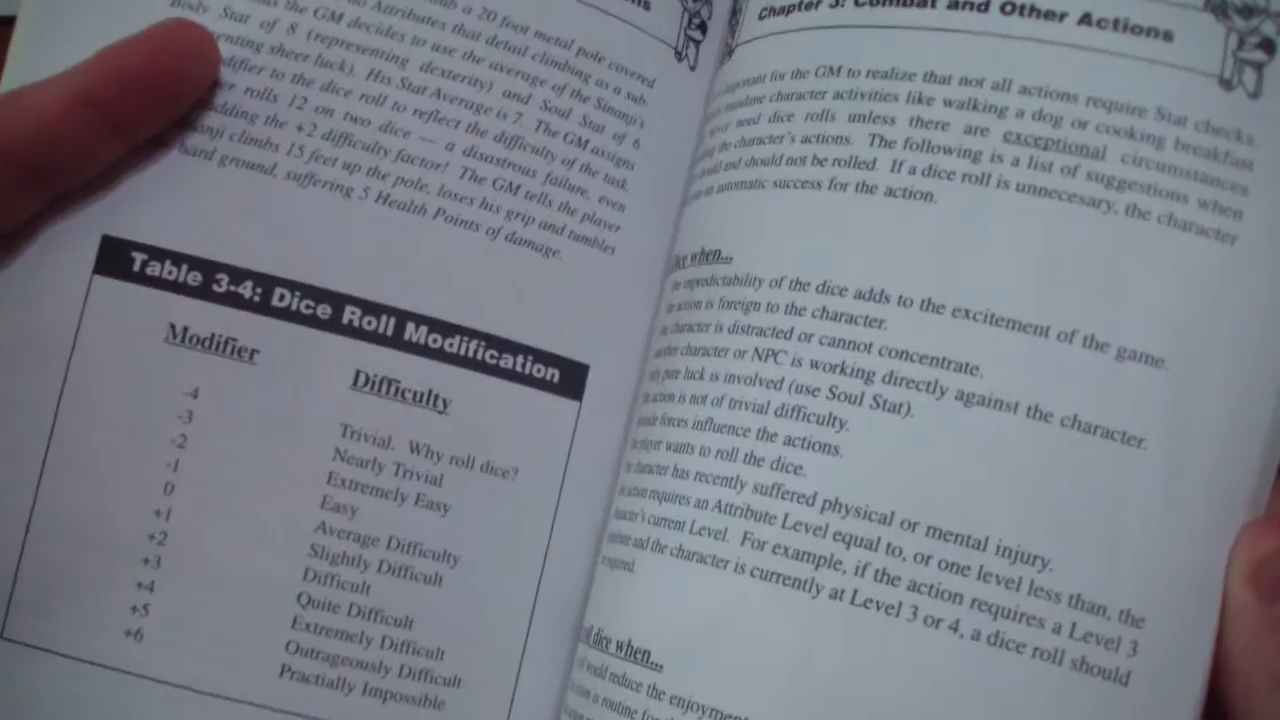 a 20 foot metal pole covered
Attributes that detail climbing as a sub-
the GM decides to use the average of the Sinanji's
Body Stat of 8 (representing dexterity) and Soul Stat of 6
sheer luck). His Stat Average is 7. The GM assigns
to the dice roll to reflect the difficulty of the task.
rolls 12 on two dice — a disastrous failure, even
adding the +2 difficulty factor! The GM tells the player
climbs 15 feet up the pole, loses his grip and tumbles
hard ground, suffering 5 Health Points of damage.
Table 3-4: Dice Roll Modification
Modifier Difficulty
-4 Trivial. Why roll dice?
-3 Nearly Trivial
-2 Extremely Easy
-1 Easy
0 Average Difficulty
+1 Slightly Difficult
+2 Difficult
+3 Quite Difficult
+4 Extremely Difficult
+5 Outrageously Difficult
+6 Practially Impossible
Chapter 3: Combat and Other Actions
important for the GM to realize that not all actions require Stat checks.
mundane character activities like walking a dog or cooking breakfast
need dice rolls unless there are exceptional circumstances
the character's actions. The following is a list of suggestions when
and should not be rolled. If a dice roll is unnecesary, the character
automatic success for the action.
dice when...
unpredictability of the dice adds to the excitement of the game.
action is foreign to the character.
character is distracted or cannot concentrate.
character or NPC is working directly against the character.
pure luck is involved (use Soul Stat).
action is not of trivial difficulty.
forces influence the actions.
player wants to roll the dice.
character has recently suffered physical or mental injury.
action requires an Attribute Level equal to, or one level less than, the
character's current Level. For example, if the action requires a Level 3
and the character is currently at Level 3 or 4, a dice roll should
required.
dice when...
would reduce the enjoyment
is routine for